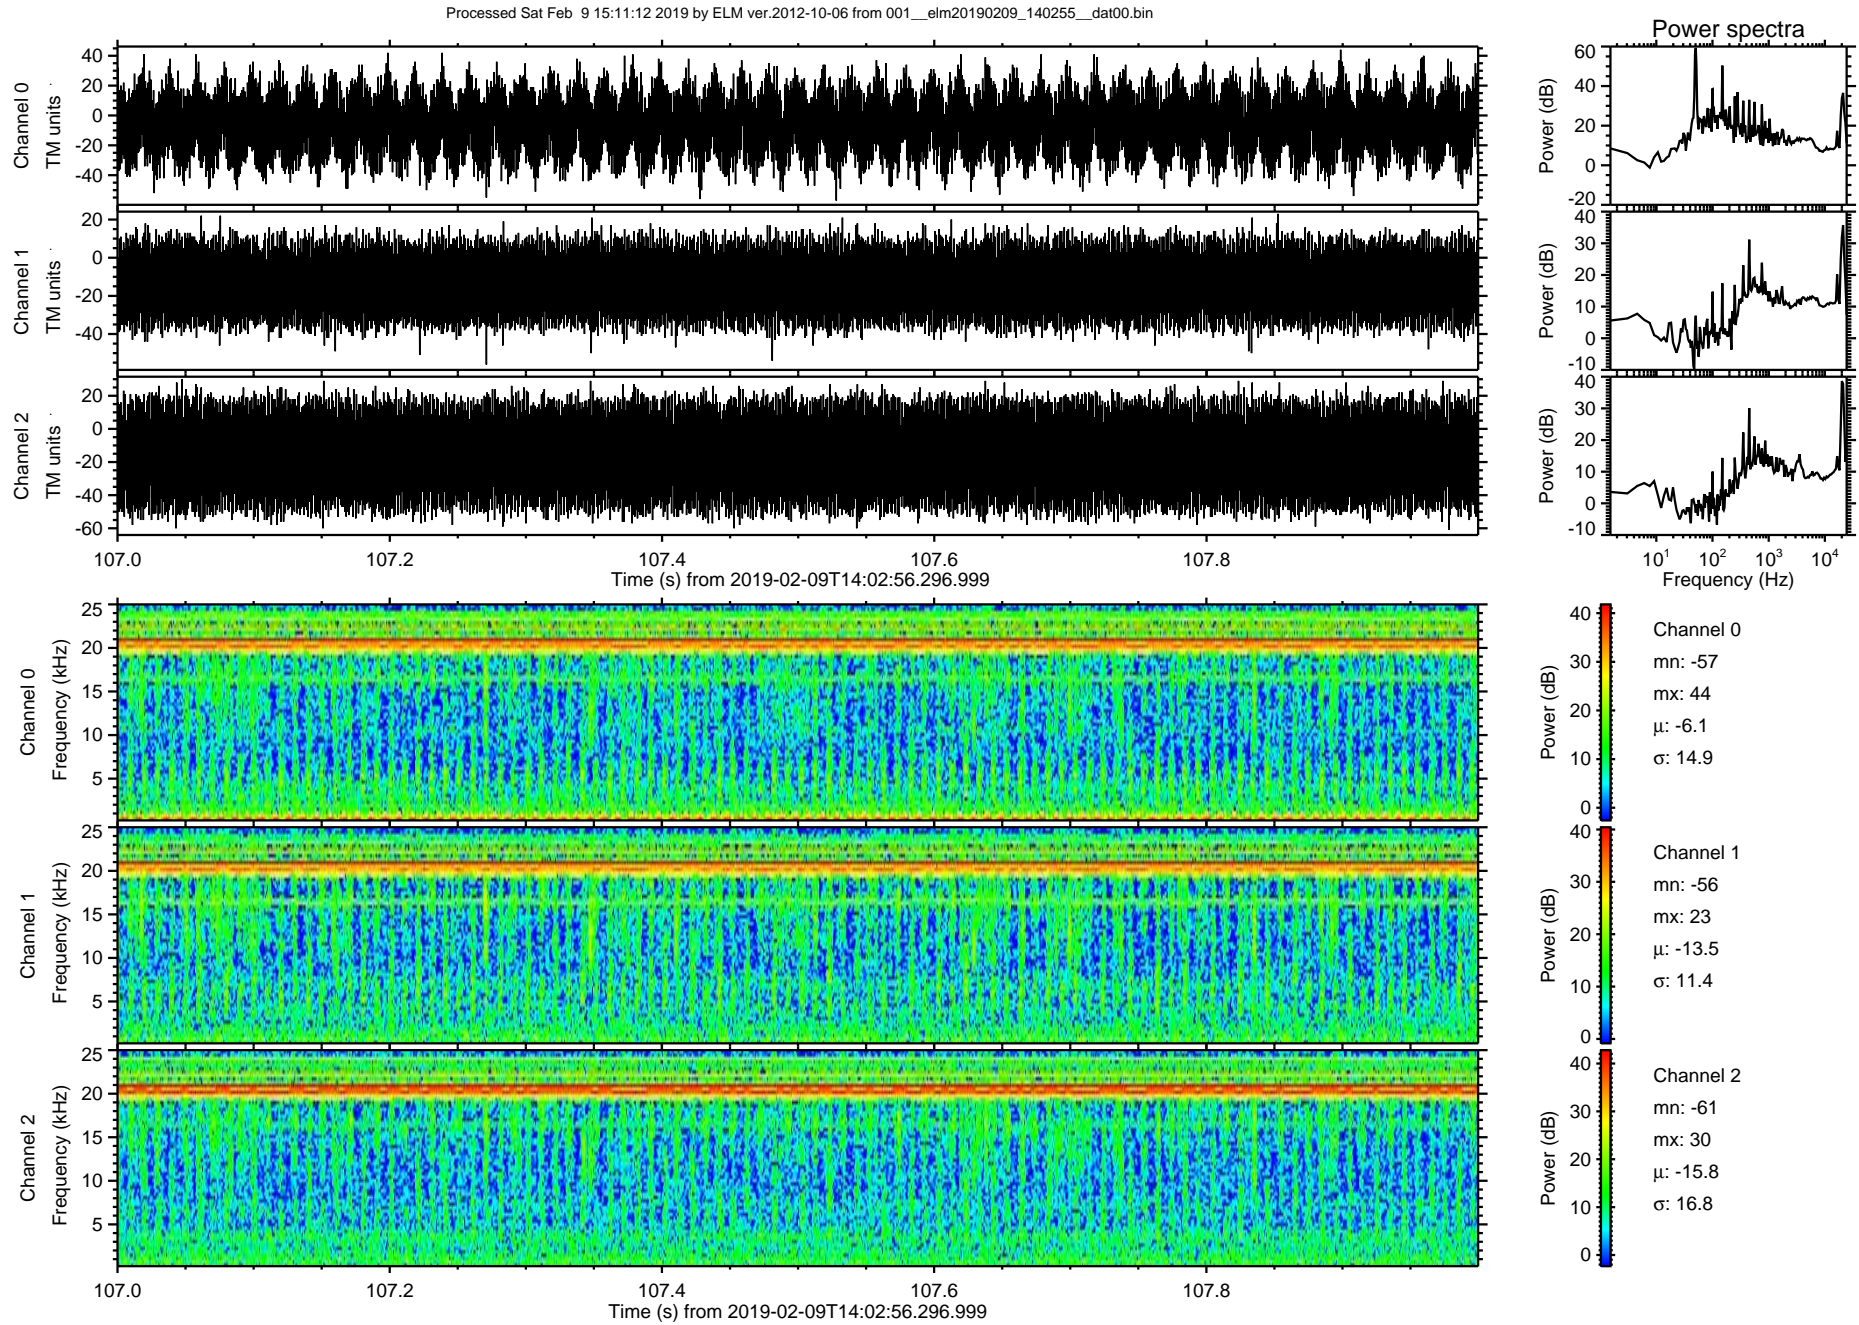 Processed Sat Feb  9 15:11:12 2019 by ELM ver.2012-10-06 from 001__elm20190209_140255__dat00.bin
Power spectra
Channel 0
TM units
40
20
0
-20
-40
Power (dB)
60
40
20
0
-20
Channel 1
TM units
20
0
-20
-40
Power (dB)
40
30
20
10
0
-10
Channel 2
TM units
20
0
-20
-40
-60
Power (dB)
40
30
20
10
0
-10
107.0 107.2 107.4 107.6 107.8
Time (s) from 2019-02-09T14:02:56.296.999
10¹ 10² 10³ 10⁴
Frequency (Hz)
Channel 0
Frequency (kHz)
25
20
15
10
5
Power (dB)
40
30
20
10
0
Channel 0
mn: -57
mx: 44
µ: -6.1
σ: 14.9
Channel 1
Frequency (kHz)
25
20
15
10
5
Power (dB)
40
30
20
10
0
Channel 1
mn: -56
mx: 23
µ: -13.5
σ: 11.4
Channel 2
Frequency (kHz)
25
20
15
10
5
Power (dB)
40
30
20
10
0
Channel 2
mn: -61
mx: 30
µ: -15.8
σ: 16.8
107.0 107.2 107.4 107.6 107.8
Time (s) from 2019-02-09T14:02:56.296.999